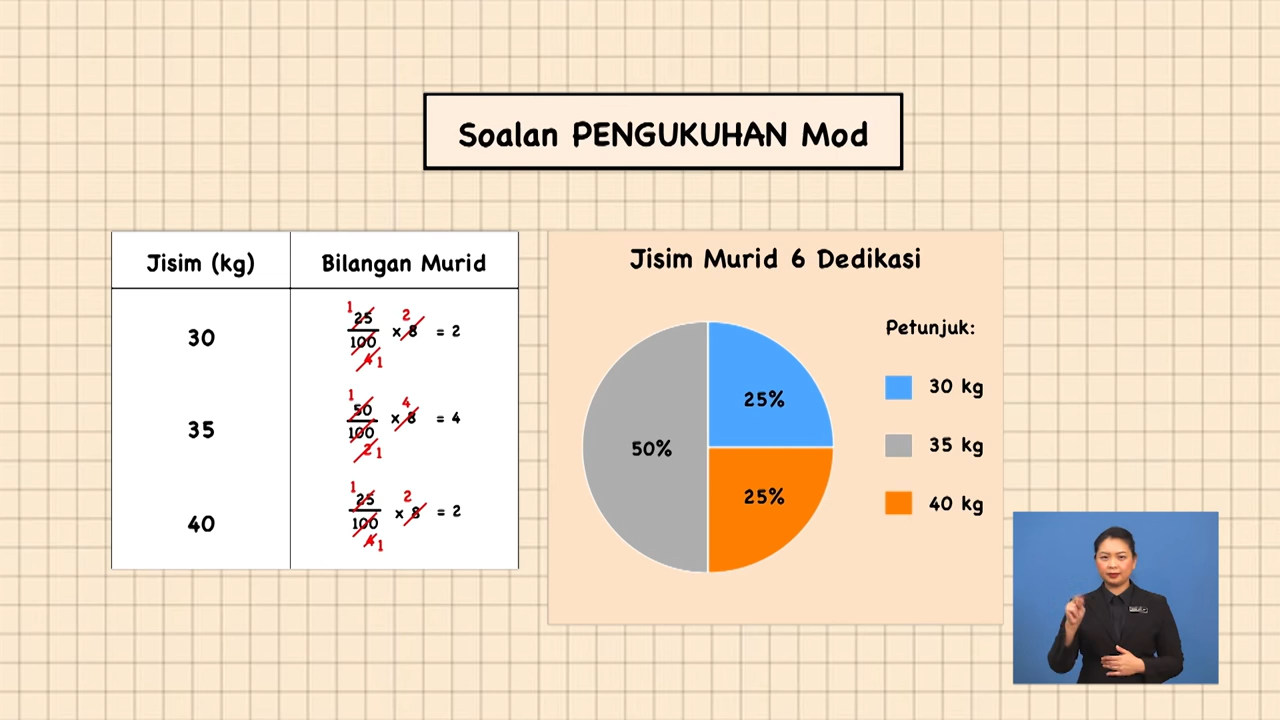 Soalan PENGUKUHAN Mod
Jisim (kg) Bilangan Murid
30
1 2
25
100 x 8 = 2
4 1
35
1 4
50
100 x 8 = 4
2 1
40
1 2
25
100 x 8 = 2
4 1
Jisim Murid 6 Dedikasi
Petunjuk:
30 kg
35 kg
40 kg
25%
50%
25%